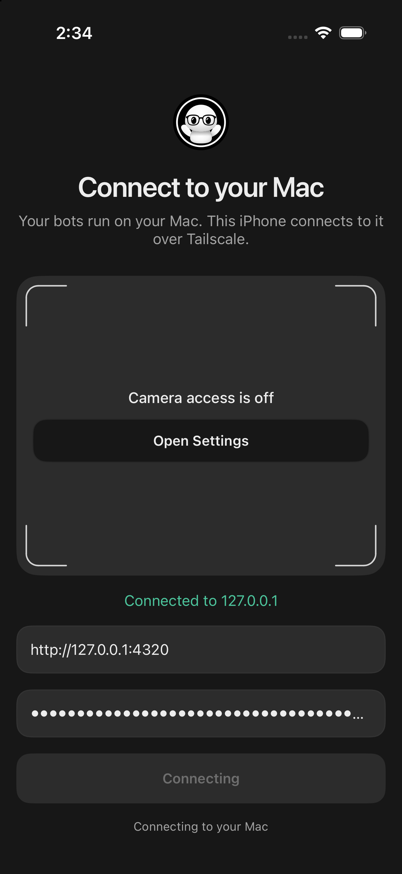 2:34
Connect to your Mac
Your bots run on your Mac. This iPhone connects to it
over Tailscale.
Camera access is off
Open Settings
Connected to 127.0.0.1
http://127.0.0.1:4320
••••••••••••••••••••••••••••••••••••...
Connecting
Connecting to your Mac